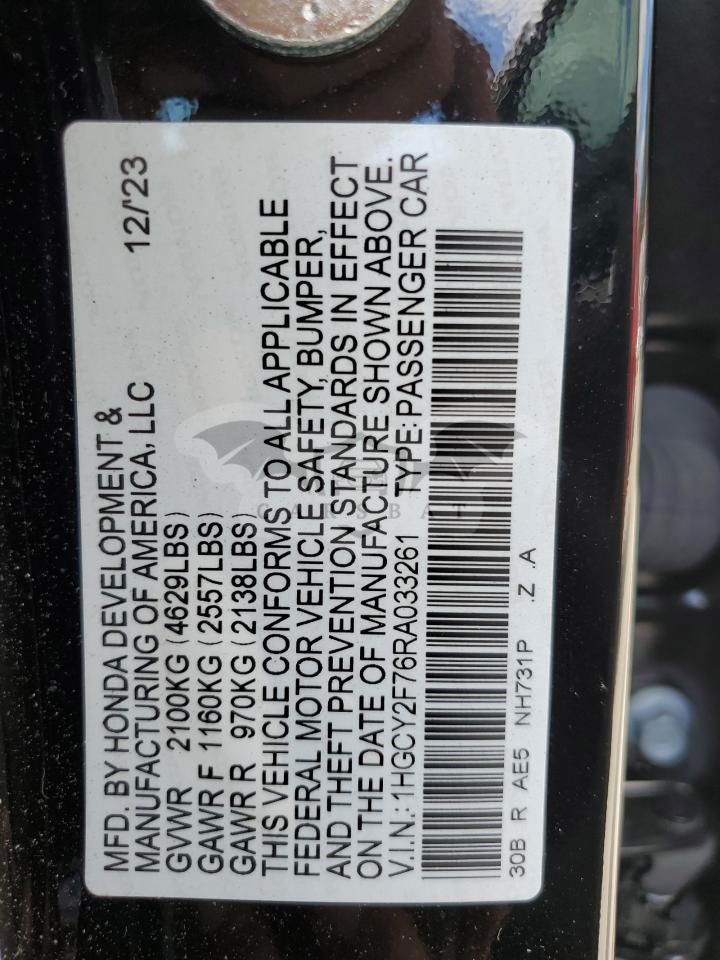 MFD. BY HONDA DEVELOPMENT &
MANUFACTURING OF AMERICA, LLC 12/'23
GVWR 2100KG (4629LBS)
GAWR F 1160KG (2557LBS)
GAWR R 970KG (2138LBS)
THIS VEHICLE CONFORMS TO ALL APPLICABLE
FEDERAL MOTOR VEHICLE SAFETY, BUMPER,
AND THEFT PREVENTION STANDARDS IN EFFECT
ON THE DATE OF MANUFACTURE SHOWN ABOVE.
V.I.N.:1HGCY2F76RA033261 TYPE:PASSENGER CAR
30B R AE5 NH731P .Z .A
CARSBAT